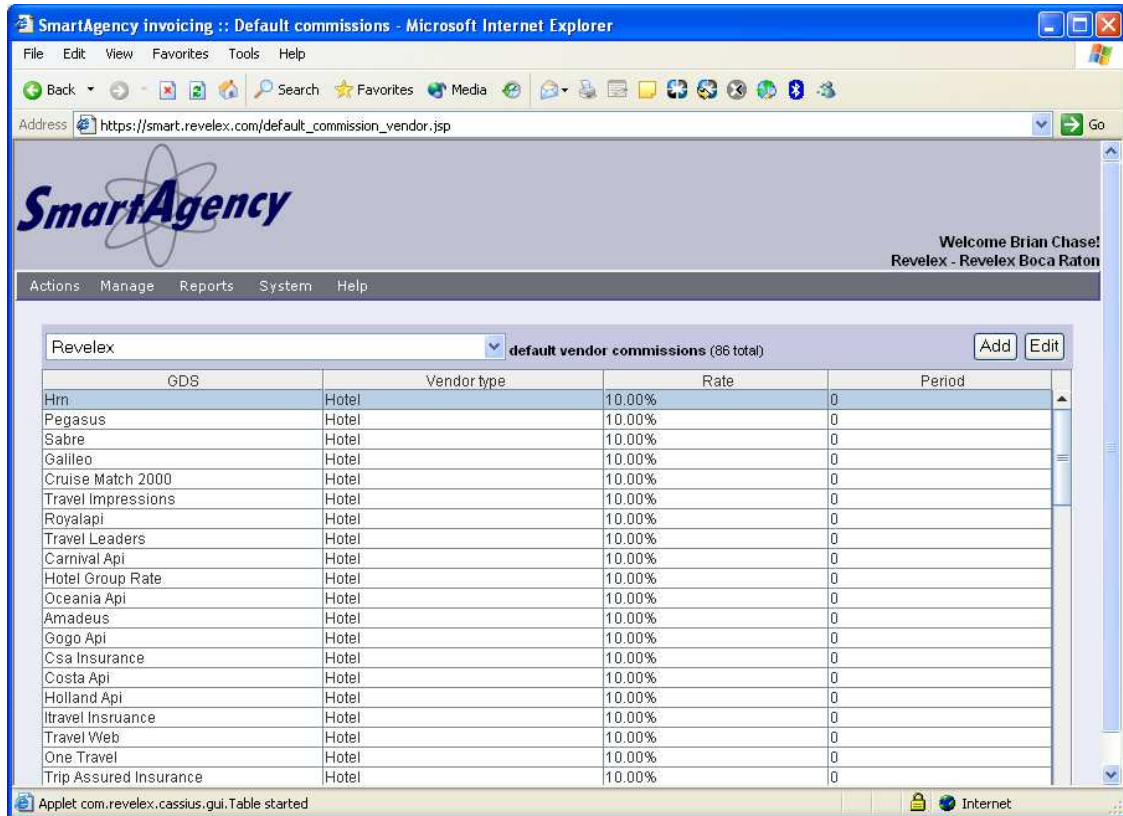 SmartAgency invoicing :: Default commissions - Microsoft Internet Explorer
File Edit View Favorites Tools Help
Back Search Favorites Media
Address https://smart.revelex.com/default_commission_vendor.jsp Go
SmartAgency
Welcome Brian Chase!
Revelex - Revelex Boca Raton
Actions Manage Reports System Help
Revelex default vendor commissions (86 total) Add Edit
GDS Vendor type Rate Period
Hrn Hotel 10.00% 0
Pegasus Hotel 10.00% 0
Sabre Hotel 10.00% 0
Galileo Hotel 10.00% 0
Cruise Match 2000 Hotel 10.00% 0
Travel Impressions Hotel 10.00% 0
Royalapi Hotel 10.00% 0
Travel Leaders Hotel 10.00% 0
Carnival Api Hotel 10.00% 0
Hotel Group Rate Hotel 10.00% 0
Oceania Api Hotel 10.00% 0
Amadeus Hotel 10.00% 0
Gogo Api Hotel 10.00% 0
Csa Insurance Hotel 10.00% 0
Costa Api Hotel 10.00% 0
Holland Api Hotel 10.00% 0
Itravel Insruance Hotel 10.00% 0
Travel Web Hotel 10.00% 0
One Travel Hotel 10.00% 0
Trip Assured Insurance Hotel 10.00% 0
Applet com.revelex.cassius.gui.Table started Internet